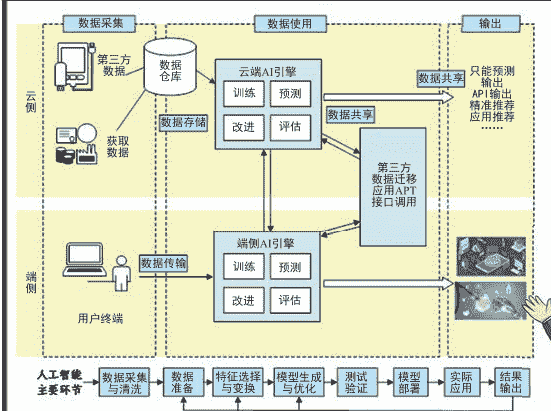 数据采集
数据使用
输出
云侧
第三方
数据
数据
仓库
获取
数据
数据存储
云端AI引擎
训练
预测
改进
评估
数据共享
数据共享
只能预测
输出
API输出
精准推荐
应用推荐
……
第三方
数据迁移
应用APT
接口调用
端侧
用户终端
数据传输
端侧AI引擎
训练
预测
改进
评估
人工智能
主要环节
数据采集
与清洗
数据
准备
特征选择
与变换
模型生成
与优化
测试
验证
模型
部署
实际
应用
结果
输出